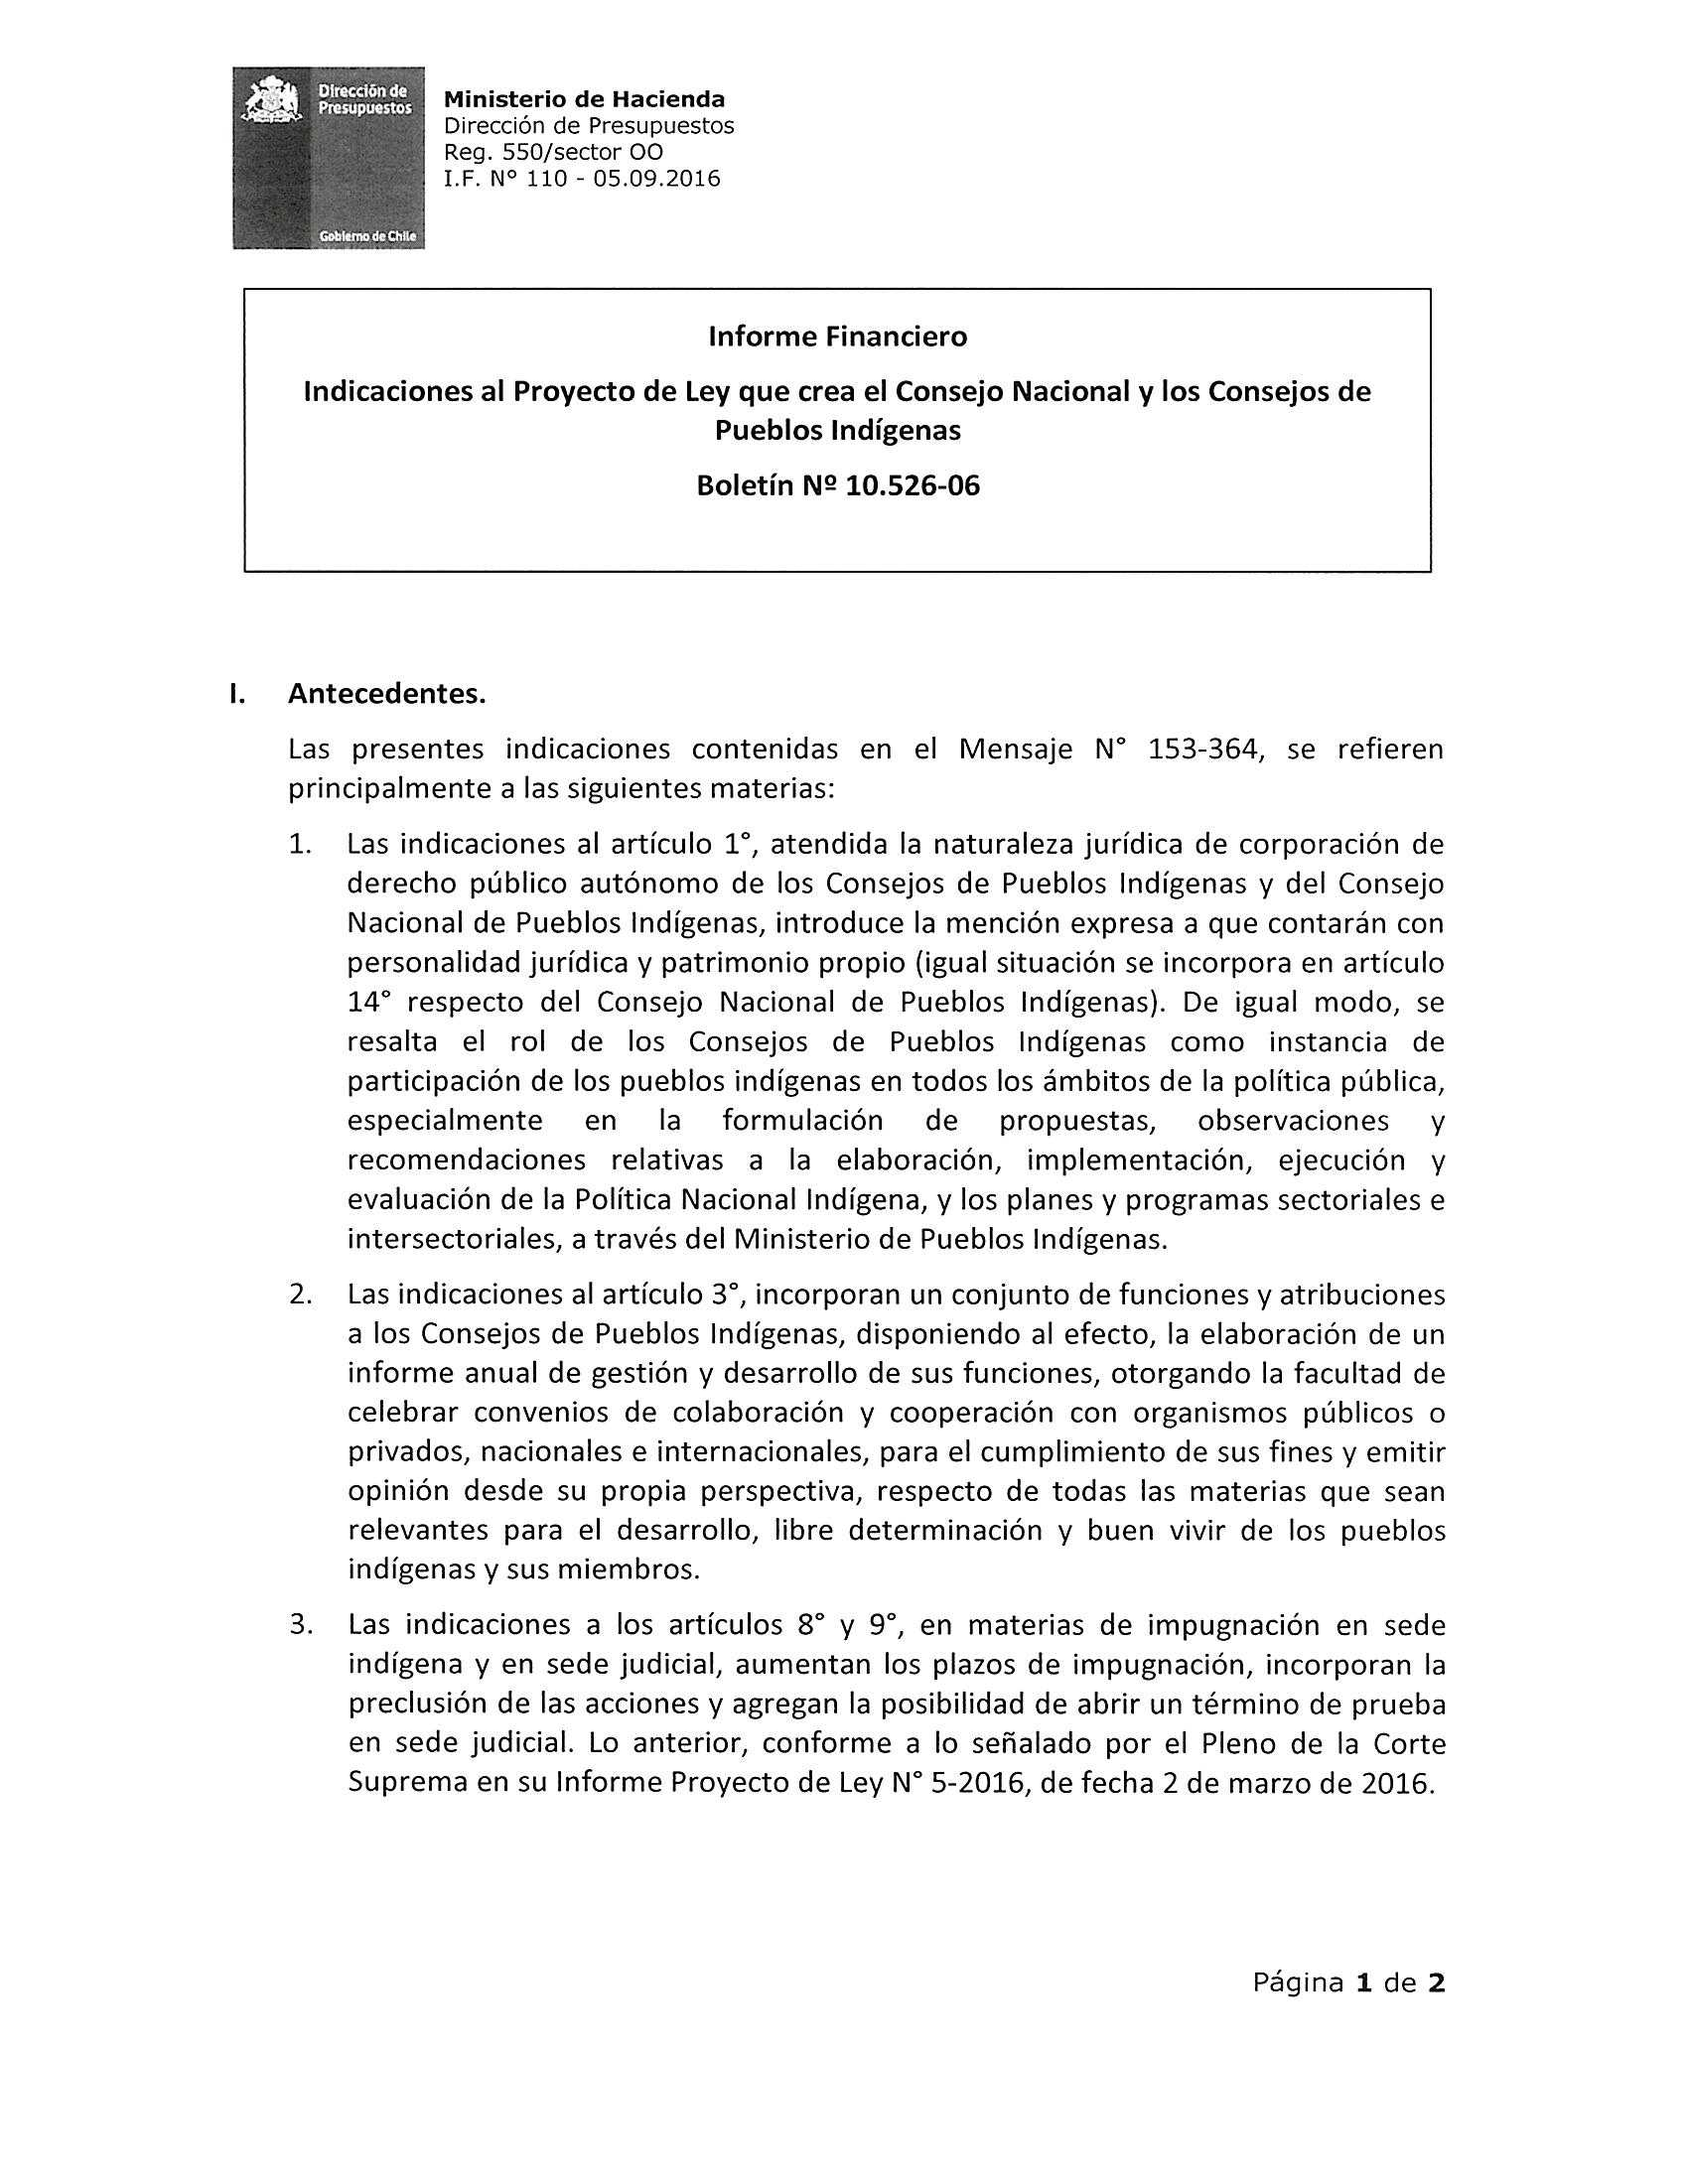 Dirección de
Presupuestos
Gobierno de Chile
Ministerio de Hacienda
Dirección de Presupuestos
Reg. 550/sector OO
I.F. N° 110 - 05.09.2016
Informe Financiero
Indicaciones al Proyecto de Ley que crea el Consejo Nacional y los Consejos de
Pueblos Indígenas
Boletín Nº 10.526-06
I. Antecedentes.
Las presentes indicaciones contenidas en el Mensaje N° 153-364, se refieren
principalmente a las siguientes materias:
1. Las indicaciones al artículo 1°, atendida la naturaleza jurídica de corporación de
derecho público autónomo de los Consejos de Pueblos Indígenas y del Consejo
Nacional de Pueblos Indígenas, introduce la mención expresa a que contarán con
personalidad jurídica y patrimonio propio (igual situación se incorpora en artículo
14° respecto del Consejo Nacional de Pueblos Indígenas). De igual modo, se
resalta el rol de los Consejos de Pueblos Indígenas como instancia de
participación de los pueblos indígenas en todos los ámbitos de la política pública,
especialmente en la formulación de propuestas, observaciones y
recomendaciones relativas a la elaboración, implementación, ejecución y
evaluación de la Política Nacional Indígena, y los planes y programas sectoriales e
intersectoriales, a través del Ministerio de Pueblos Indígenas.
2. Las indicaciones al artículo 3°, incorporan un conjunto de funciones y atribuciones
a los Consejos de Pueblos Indígenas, disponiendo al efecto, la elaboración de un
informe anual de gestión y desarrollo de sus funciones, otorgando la facultad de
celebrar convenios de colaboración y cooperación con organismos públicos o
privados, nacionales e internacionales, para el cumplimiento de sus fines y emitir
opinión desde su propia perspectiva, respecto de todas las materias que sean
relevantes para el desarrollo, libre determinación y buen vivir de los pueblos
indígenas y sus miembros.
3. Las indicaciones a los artículos 8° y 9°, en materias de impugnación en sede
indígena y en sede judicial, aumentan los plazos de impugnación, incorporan la
preclusión de las acciones y agregan la posibilidad de abrir un término de prueba
en sede judicial. Lo anterior, conforme a lo señalado por el Pleno de la Corte
Suprema en su Informe Proyecto de Ley N° 5-2016, de fecha 2 de marzo de 2016.
Página 1 de 2